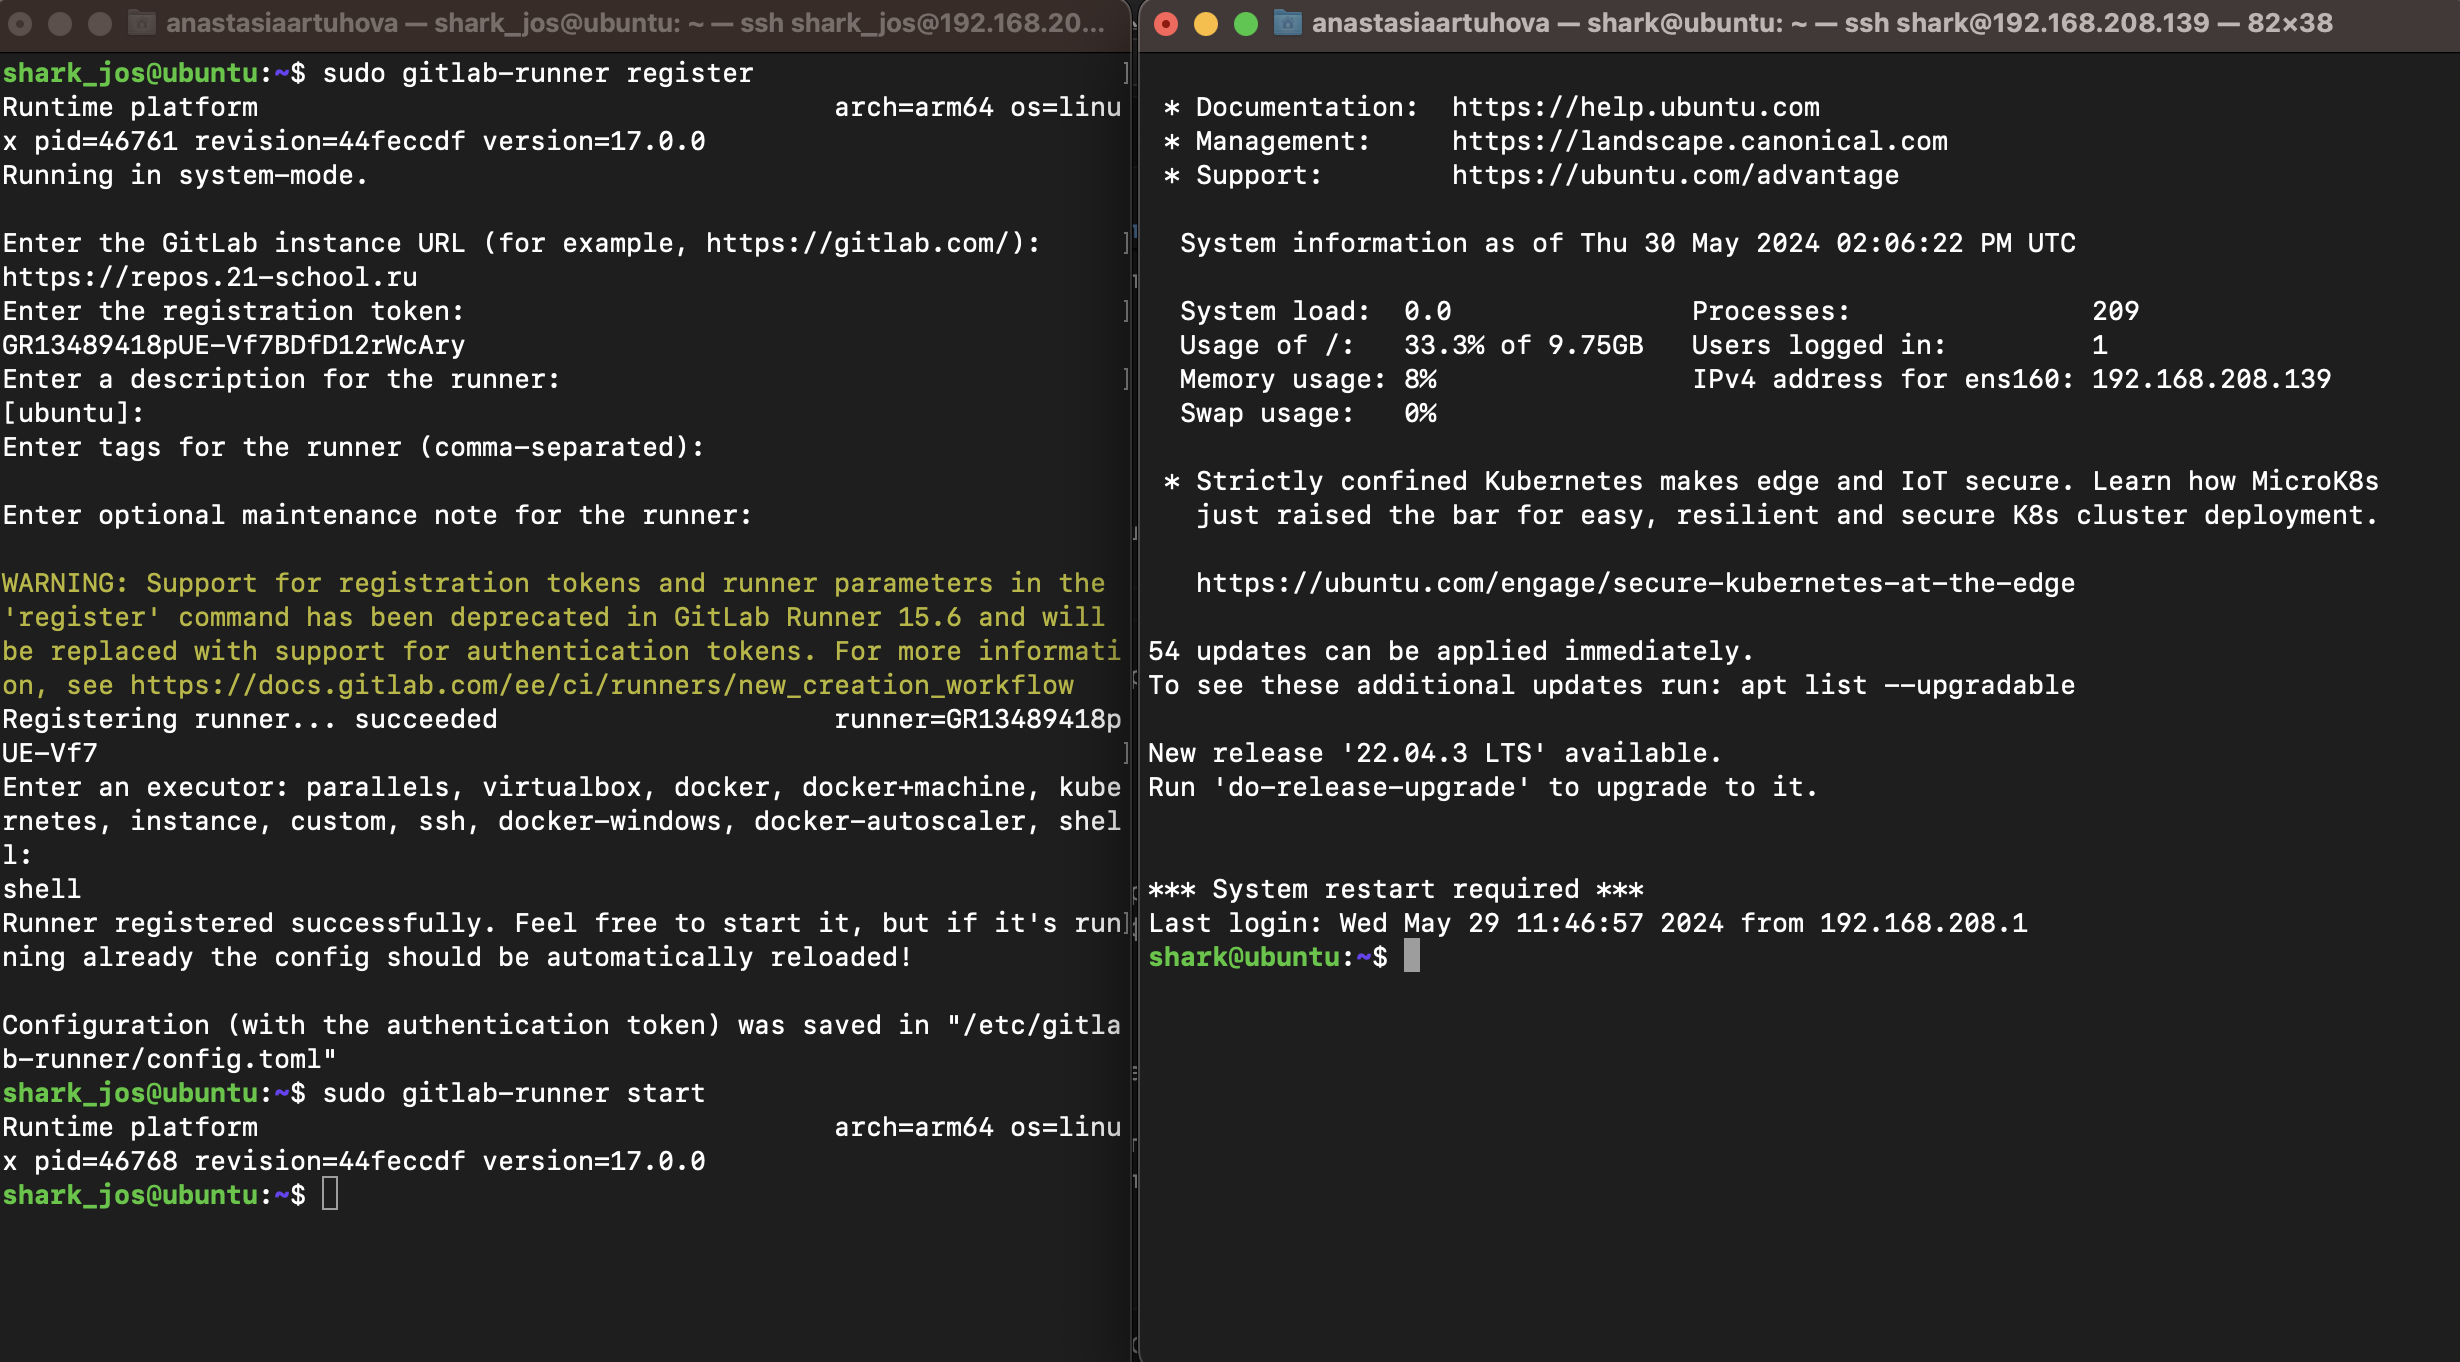 anastasiaartuhova — shark_jos@ubuntu: ~ — ssh shark_jos@192.168.20...
shark_jos@ubuntu:~$ sudo gitlab-runner register
Runtime platform                                    arch=arm64 os=linu
x pid=46761 revision=44feccdf version=17.0.0
Running in system-mode.
Enter the GitLab instance URL (for example, https://gitlab.com/):
https://repos.21-school.ru
Enter the registration token:
GR13489418pUE-Vf7BDfD12rWcAry
Enter a description for the runner:
[ubuntu]:
Enter tags for the runner (comma-separated):
Enter optional maintenance note for the runner:
WARNING: Support for registration tokens and runner parameters in the
'register' command has been deprecated in GitLab Runner 15.6 and will
be replaced with support for authentication tokens. For more informati
on, see https://docs.gitlab.com/ee/ci/runners/new_creation_workflow
Registering runner... succeeded                     runner=GR13489418p
UE-Vf7
Enter an executor: parallels, virtualbox, docker, docker+machine, kube
rnetes, instance, custom, ssh, docker-windows, docker-autoscaler, shel
l:
shell
Runner registered successfully. Feel free to start it, but if it's run
ning already the config should be automatically reloaded!
Configuration (with the authentication token) was saved in "/etc/gitla
b-runner/config.toml"
shark_jos@ubuntu:~$ sudo gitlab-runner start
Runtime platform                                    arch=arm64 os=linu
x pid=46768 revision=44feccdf version=17.0.0
shark_jos@ubuntu:~$
anastasiaartuhova — shark@ubuntu: ~ — ssh shark@192.168.208.139 — 82×38
* Documentation:  https://help.ubuntu.com
* Management:     https://landscape.canonical.com
* Support:        https://ubuntu.com/advantage
System information as of Thu 30 May 2024 02:06:22 PM UTC
System load:  0.0               Processes:               209
Usage of /:   33.3% of 9.75GB   Users logged in:         1
Memory usage: 8%                IPv4 address for ens160: 192.168.208.139
Swap usage:   0%
* Strictly confined Kubernetes makes edge and IoT secure. Learn how MicroK8s
just raised the bar for easy, resilient and secure K8s cluster deployment.
https://ubuntu.com/engage/secure-kubernetes-at-the-edge
54 updates can be applied immediately.
To see these additional updates run: apt list --upgradable
New release '22.04.3 LTS' available.
Run 'do-release-upgrade' to upgrade to it.
*** System restart required ***
Last login: Wed May 29 11:46:57 2024 from 192.168.208.1
shark@ubuntu:~$